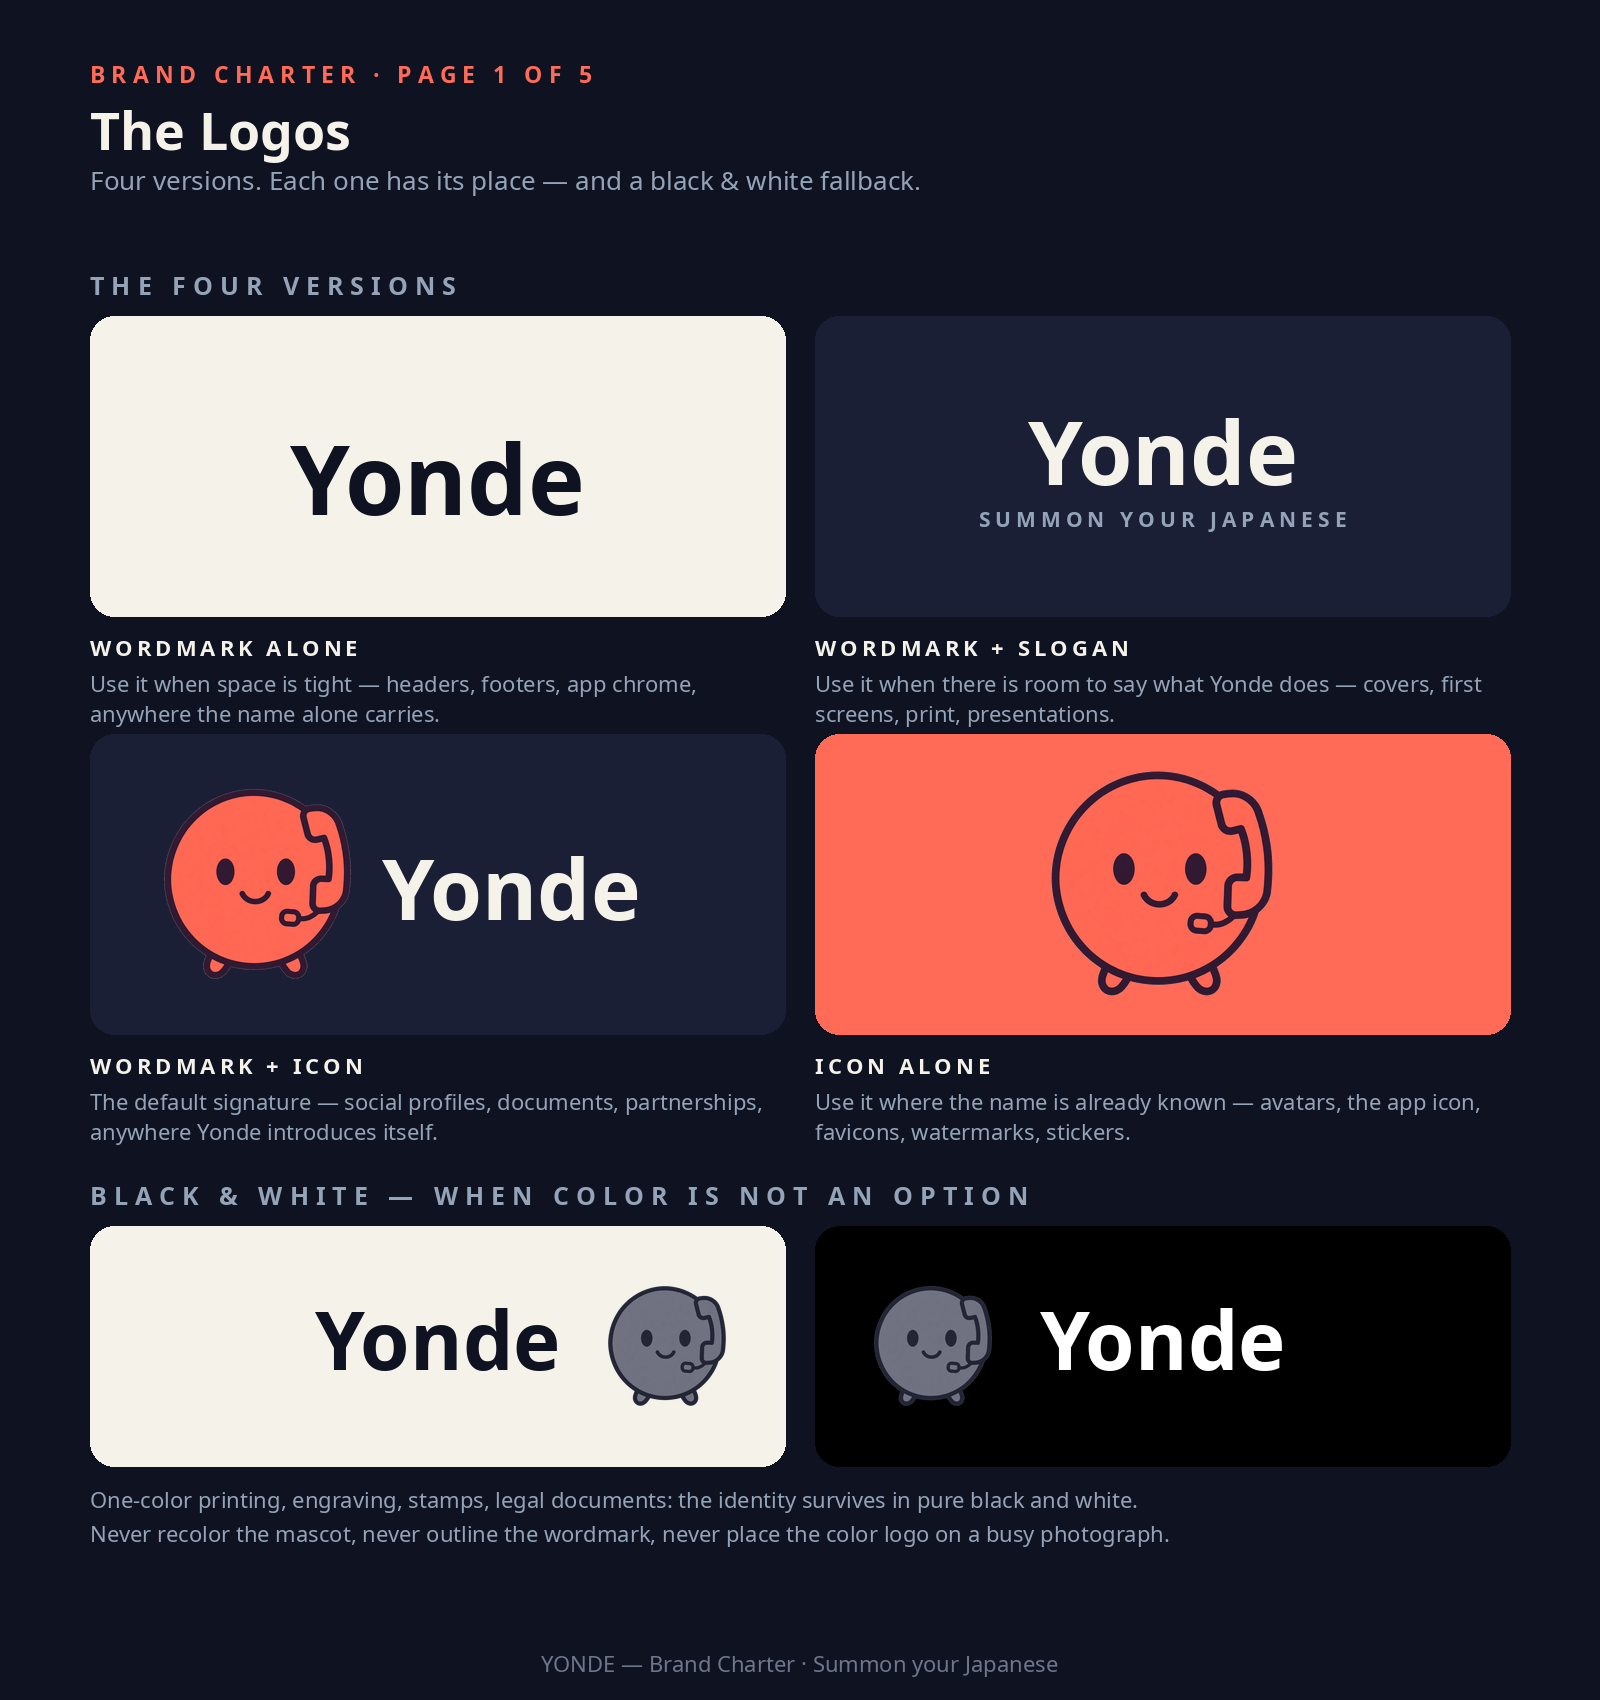 BRAND CHARTER · PAGE 1 OF 5
The Logos
Four versions. Each one has its place — and a black & white fallback.
THE FOUR VERSIONS
Yonde
Yonde
SUMMON YOUR JAPANESE
WORDMARK ALONE
Use it when space is tight — headers, footers, app chrome,
anywhere the name alone carries.
WORDMARK + SLOGAN
Use it when there is room to say what Yonde does — covers, first
screens, print, presentations.
Yonde
WORDMARK + ICON
The default signature — social profiles, documents, partnerships,
anywhere Yonde introduces itself.
ICON ALONE
Use it where the name is already known — avatars, the app icon,
favicons, watermarks, stickers.
BLACK & WHITE — WHEN COLOR IS NOT AN OPTION
Yonde
Yonde
One-color printing, engraving, stamps, legal documents: the identity survives in pure black and white.
Never recolor the mascot, never outline the wordmark, never place the color logo on a busy photograph.
YONDE — Brand Charter · Summon your Japanese